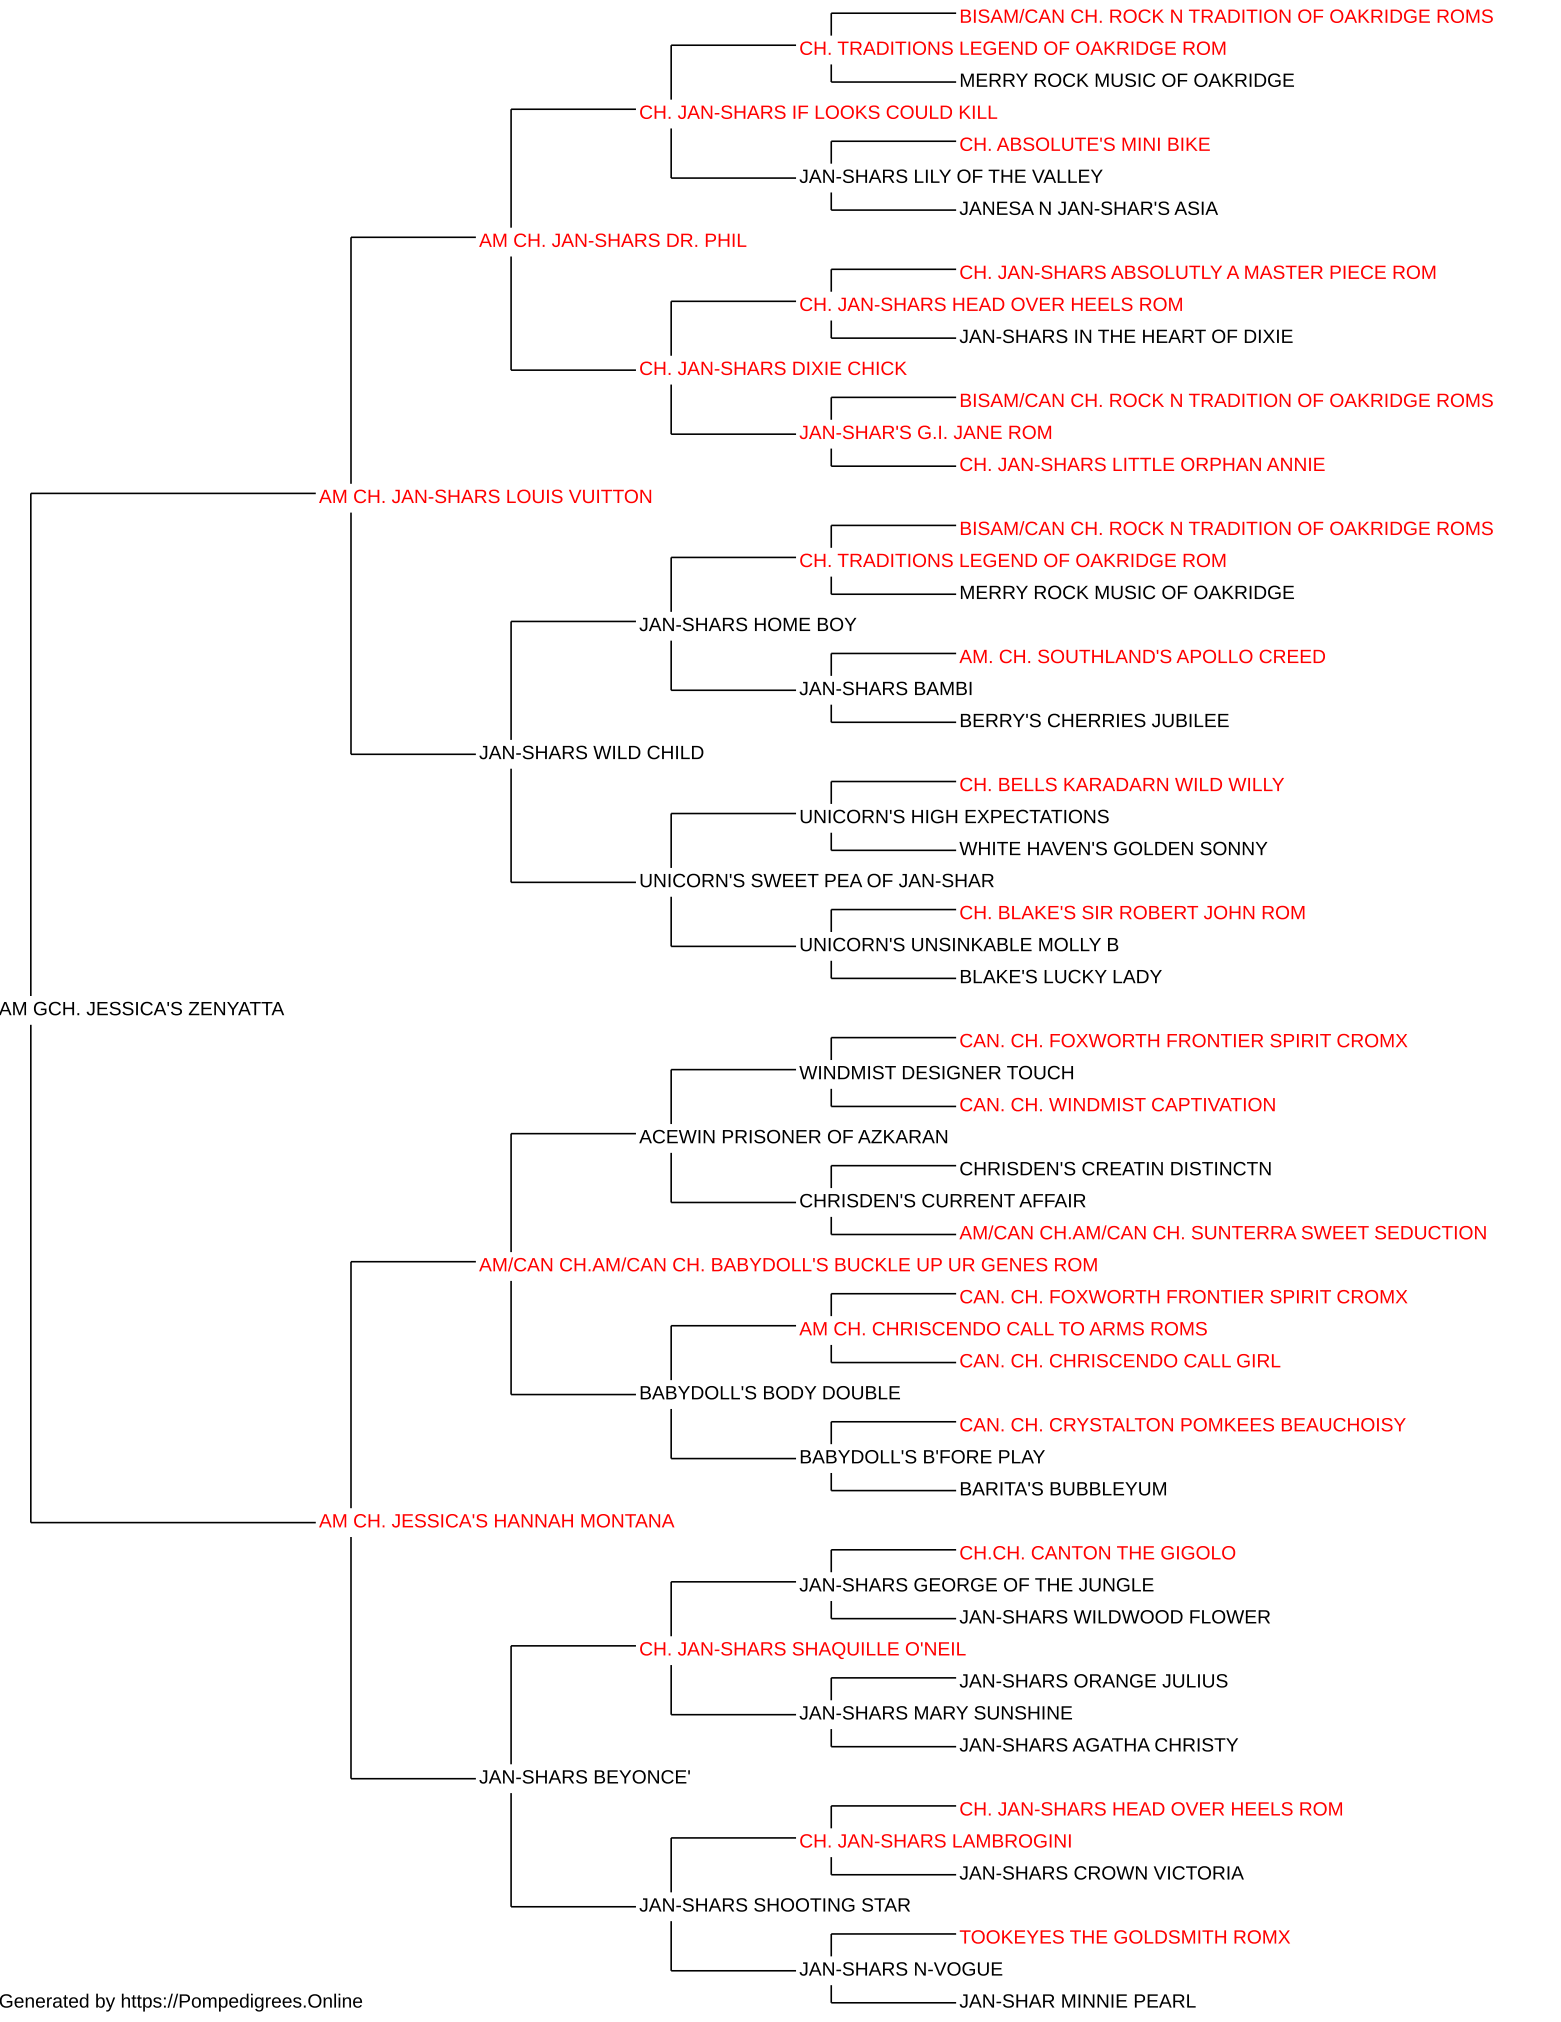 BISAM/CAN CH. ROCK N TRADITION OF OAKRIDGE ROMS
CH. TRADITIONS LEGEND OF OAKRIDGE ROM
MERRY ROCK MUSIC OF OAKRIDGE
CH. JAN-SHARS IF LOOKS COULD KILL
CH. ABSOLUTE'S MINI BIKE
JAN-SHARS LILY OF THE VALLEY
JANESA N JAN-SHAR'S ASIA
AM CH. JAN-SHARS DR. PHIL
CH. JAN-SHARS ABSOLUTLY A MASTER PIECE ROM
CH. JAN-SHARS HEAD OVER HEELS ROM
JAN-SHARS IN THE HEART OF DIXIE
CH. JAN-SHARS DIXIE CHICK
BISAM/CAN CH. ROCK N TRADITION OF OAKRIDGE ROMS
JAN-SHAR'S G.I. JANE ROM
CH. JAN-SHARS LITTLE ORPHAN ANNIE
AM CH. JAN-SHARS LOUIS VUITTON
BISAM/CAN CH. ROCK N TRADITION OF OAKRIDGE ROMS
CH. TRADITIONS LEGEND OF OAKRIDGE ROM
MERRY ROCK MUSIC OF OAKRIDGE
JAN-SHARS HOME BOY
AM. CH. SOUTHLAND'S APOLLO CREED
JAN-SHARS BAMBI
BERRY'S CHERRIES JUBILEE
JAN-SHARS WILD CHILD
CH. BELLS KARADARN WILD WILLY
UNICORN'S HIGH EXPECTATIONS
WHITE HAVEN'S GOLDEN SONNY
UNICORN'S SWEET PEA OF JAN-SHAR
CH. BLAKE'S SIR ROBERT JOHN ROM
UNICORN'S UNSINKABLE MOLLY B
BLAKE'S LUCKY LADY
AM GCH. JESSICA'S ZENYATTA
CAN. CH. FOXWORTH FRONTIER SPIRIT CROMX
WINDMIST DESIGNER TOUCH
CAN. CH. WINDMIST CAPTIVATION
ACEWIN PRISONER OF AZKARAN
CHRISDEN'S CREATIN DISTINCTN
CHRISDEN'S CURRENT AFFAIR
AM/CAN CH.AM/CAN CH. SUNTERRA SWEET SEDUCTION
AM/CAN CH.AM/CAN CH. BABYDOLL'S BUCKLE UP UR GENES ROM
CAN. CH. FOXWORTH FRONTIER SPIRIT CROMX
AM CH. CHRISCENDO CALL TO ARMS ROMS
CAN. CH. CHRISCENDO CALL GIRL
BABYDOLL'S BODY DOUBLE
CAN. CH. CRYSTALTON POMKEES BEAUCHOISY
BABYDOLL'S B'FORE PLAY
BARITA'S BUBBLEYUM
AM CH. JESSICA'S HANNAH MONTANA
CH.CH. CANTON THE GIGOLO
JAN-SHARS GEORGE OF THE JUNGLE
JAN-SHARS WILDWOOD FLOWER
CH. JAN-SHARS SHAQUILLE O'NEIL
JAN-SHARS ORANGE JULIUS
JAN-SHARS MARY SUNSHINE
JAN-SHARS AGATHA CHRISTY
JAN-SHARS BEYONCE'
CH. JAN-SHARS HEAD OVER HEELS ROM
CH. JAN-SHARS LAMBROGINI
JAN-SHARS CROWN VICTORIA
JAN-SHARS SHOOTING STAR
TOOKEYES THE GOLDSMITH ROMX
JAN-SHARS N-VOGUE
JAN-SHAR MINNIE PEARL
Generated by https://Pompedigrees.Online